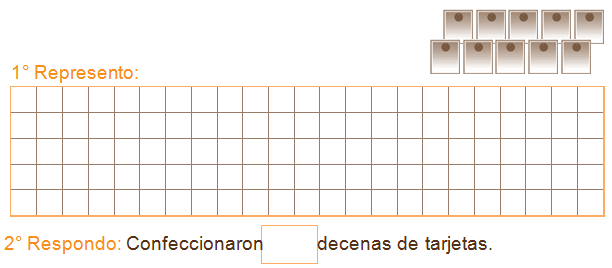 1° Represento:
2° Respondo: Confeccionaron decenas de tarjetas.